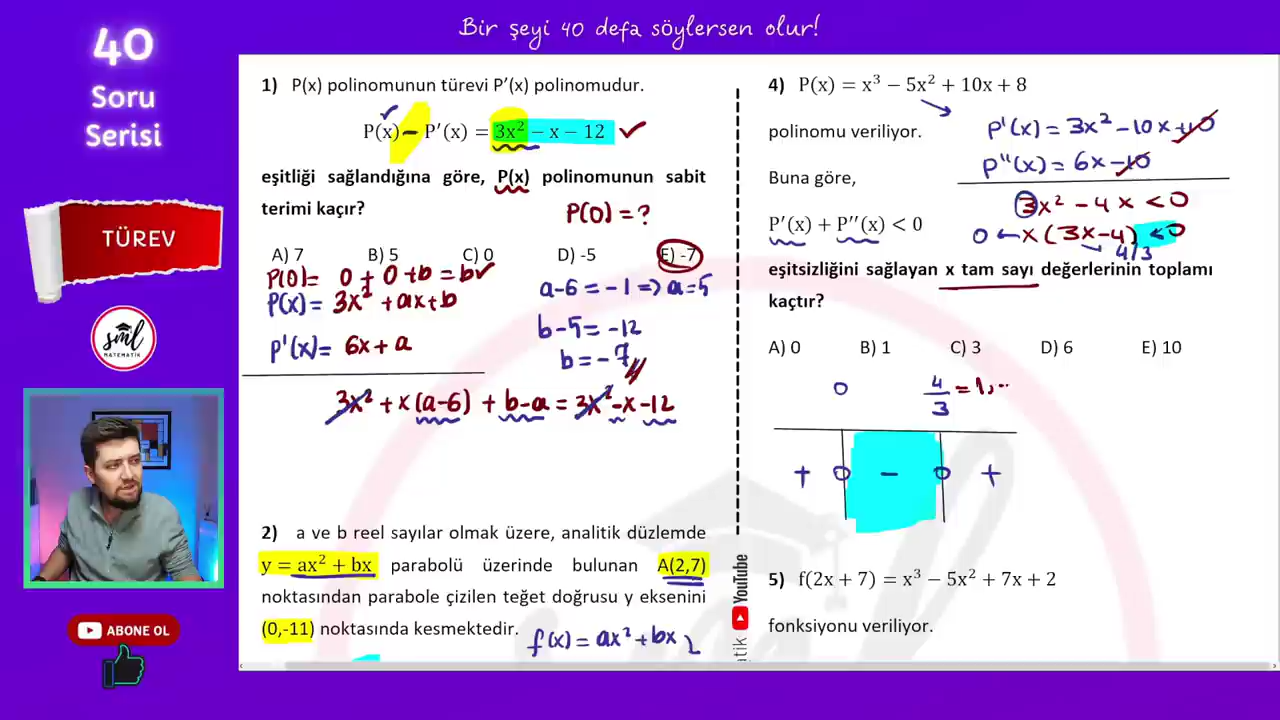 Bir şeyi 40 defa söylersen olur!
40
Soru
Serisi
TÜREV
sml
MATEMATİK
ABONE OL
1) P(x) polinomunun türevi P'(x) polinomudur.
P(x) − P'(x) = 3x² − x − 12
eşitliği sağlandığına göre, P(x) polinomunun sabit
terimi kaçır?
P(0) = ?
A) 7 B) 5 C) 0 D) -5 E) -7
P(0) = 0 + 0 + b = b
P(x) = 3x² + ax + b
P'(x) = 6x + a
a-6 = -1 => a = 5
b-5 = -12
b = -7
3x² + x(a-6) + b-a = 3x² -x -12
2) a ve b reel sayılar olmak üzere, analitik düzlemde
y = ax² + bx parabolü üzerinde bulunan A(2,7)
noktasından parabole çizilen teğet doğrusu y eksenini
(0,-11) noktasında kesmektedir.
f(x) = ax² + bx
YouTube
atik
4) P(x) = x³ − 5x² + 10x + 8
polinomu veriliyor.
P'(x) = 3x² - 10x + 10
P''(x) = 6x - 10
Buna göre,
3x² - 4x < 0
P'(x) + P''(x) < 0
0 ← x(3x-4) < 0
4/3
eşitsizliğini sağlayan x tam sayı değerlerinin toplamı
kaçtır?
A) 0 B) 1 C) 3 D) 6 E) 10
0 4/3 = 1,..
+ 0 - 0 +
5) f(2x + 7) = x³ − 5x² + 7x + 2
fonksiyonu veriliyor.